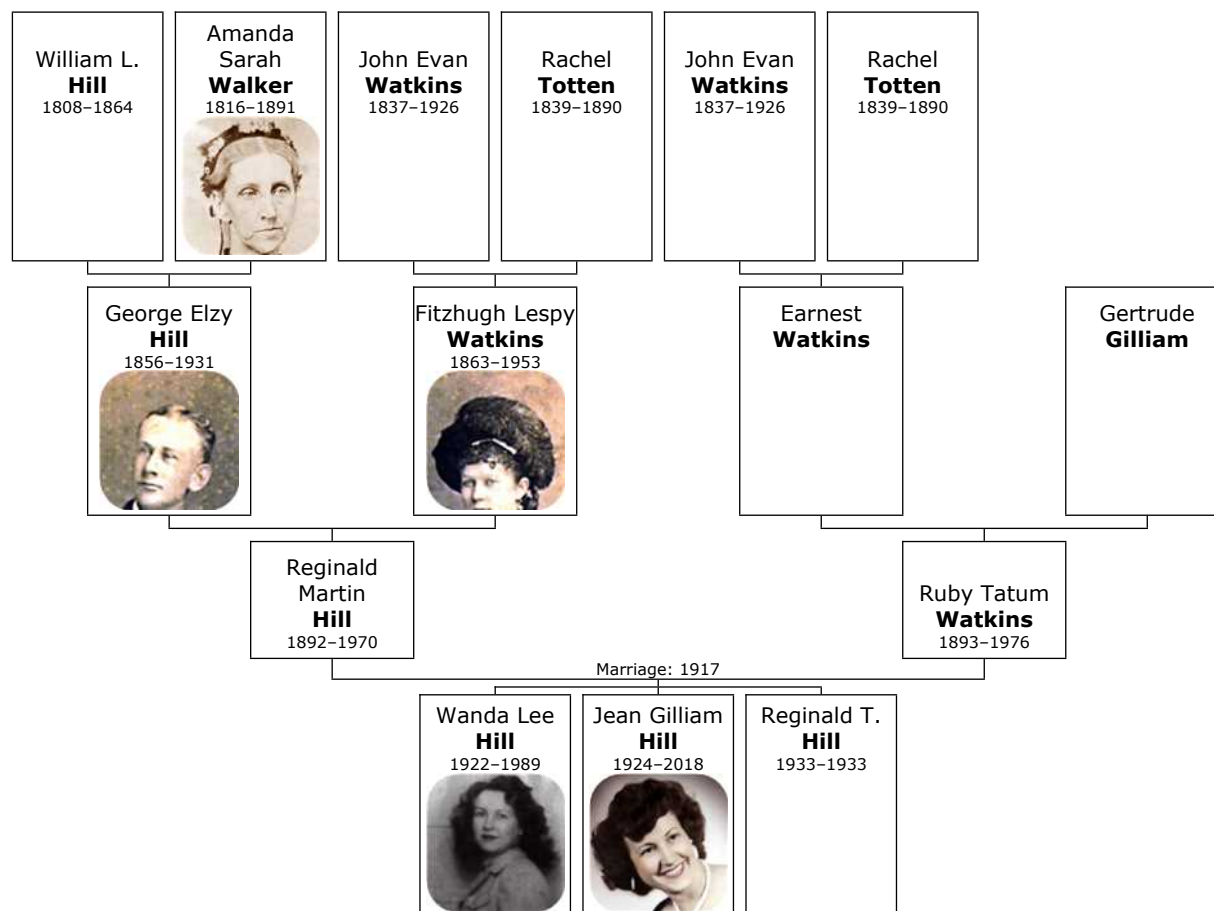 William L.
Hill
1808–1864
Amanda
Sarah
Walker
1816–1891
John Evan
Watkins
1837–1926
Rachel
Totten
1839–1890
John Evan
Watkins
1837–1926
Rachel
Totten
1839–1890
George Elzy
Hill
1856–1931
Fitzhugh Lespy
Watkins
1863–1953
Earnest
Watkins
Gertrude
Gilliam
Reginald
Martin
Hill
1892–1970
Ruby Tatum
Watkins
1893–1976
Marriage: 1917
Wanda Lee
Hill
1922–1989
Jean Gilliam
Hill
1924–2018
Reginald T.
Hill
1933–1933